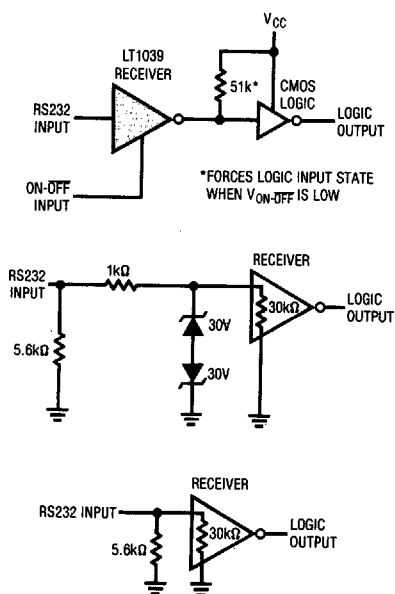 VCC
LT1039
RECEIVER
51k*
CMOS
LOGIC
RS232
INPUT
LOGIC
OUTPUT
ON-OFF
INPUT
*FORCES LOGIC INPUT STATE
WHEN VON-OFF IS LOW
RECEIVER
RS232
INPUT
1kΩ
30kΩ
LOGIC
OUTPUT
5.6kΩ
30V
30V
RECEIVER
RS232 INPUT
5.6kΩ
30kΩ
LOGIC
OUTPUT